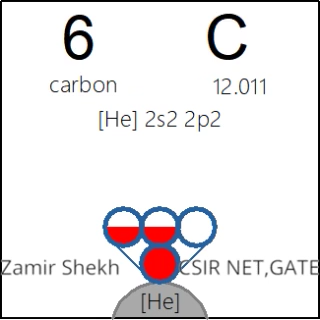 6 C
carbon 12.011
[He] 2s2 2p2
Zamir Shekh CSIR NET,GATE
[He]